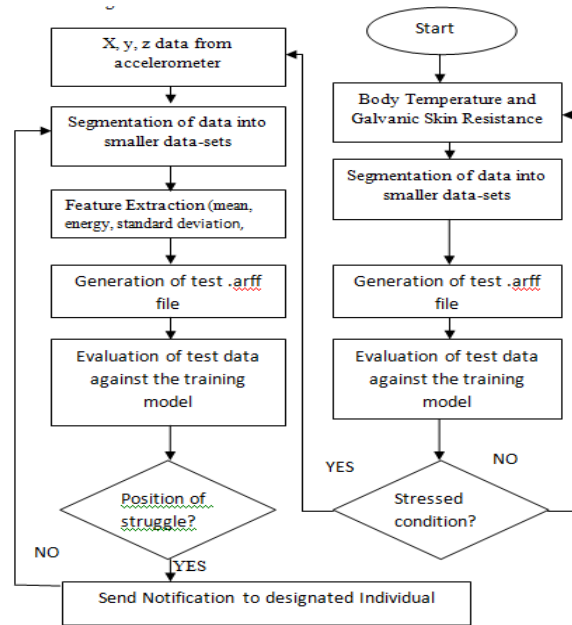 Start
Body Temperature and
Galvanic Skin Resistance
Segmentation of data into
smaller data-sets
Generation of test .arff
file
Evaluation of test data
against the training
model
Stressed
condition?
YES
NO
X, y, z data from
accelerometer
Segmentation of data into
smaller data-sets
Feature Extraction (mean,
energy, standard deviation,
Generation of test .arff
file
Evaluation of test data
against the training
model
Position of
struggle?
NO
YES
Send Notification to designated Individual